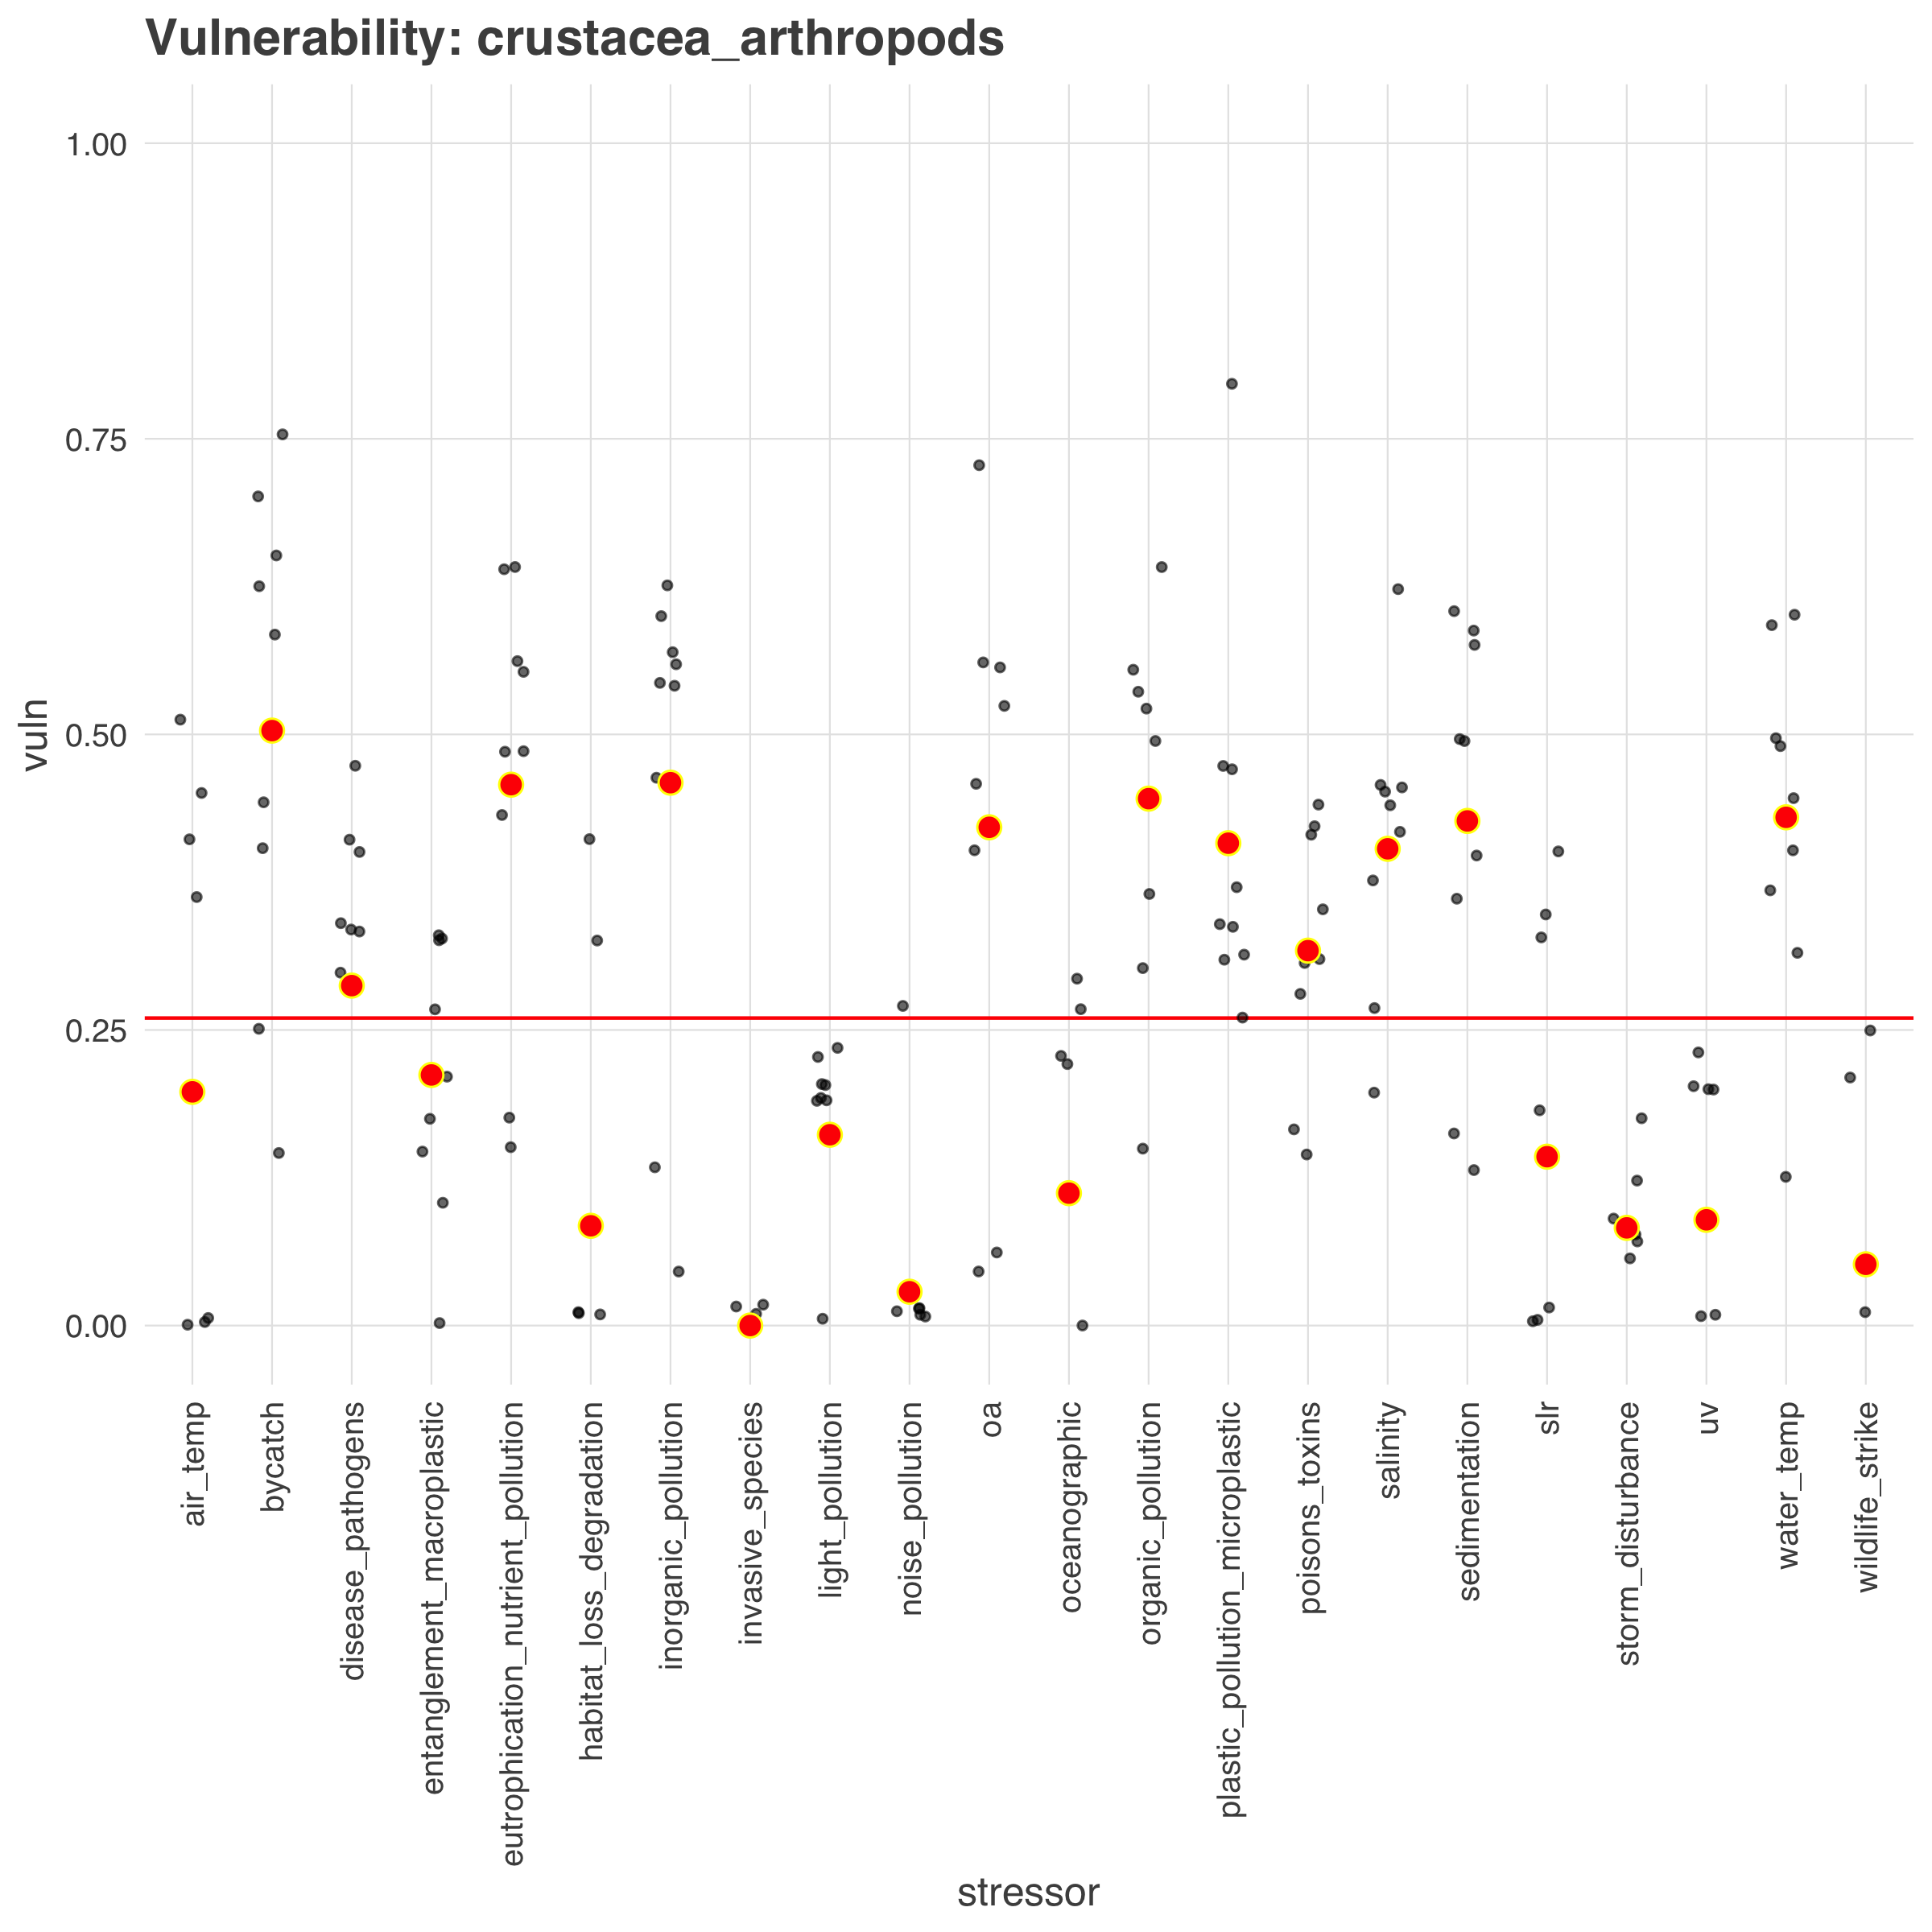 Vulnerability: crustacea_arthropods
vuln
1.00
0.75
0.50
0.25
0.00
air_temp
bycatch
disease_pathogens
entanglement_macroplastic
eutrophication_nutrient_pollution
habitat_loss_degradation
inorganic_pollution
invasive_species
light_pollution
noise_pollution
oa
oceanographic
organic_pollution
plastic_pollution_microplastic
poisons_toxins
salinity
sedimentation
slr
storm_disturbance
uv
water_temp
wildlife_strike
stressor